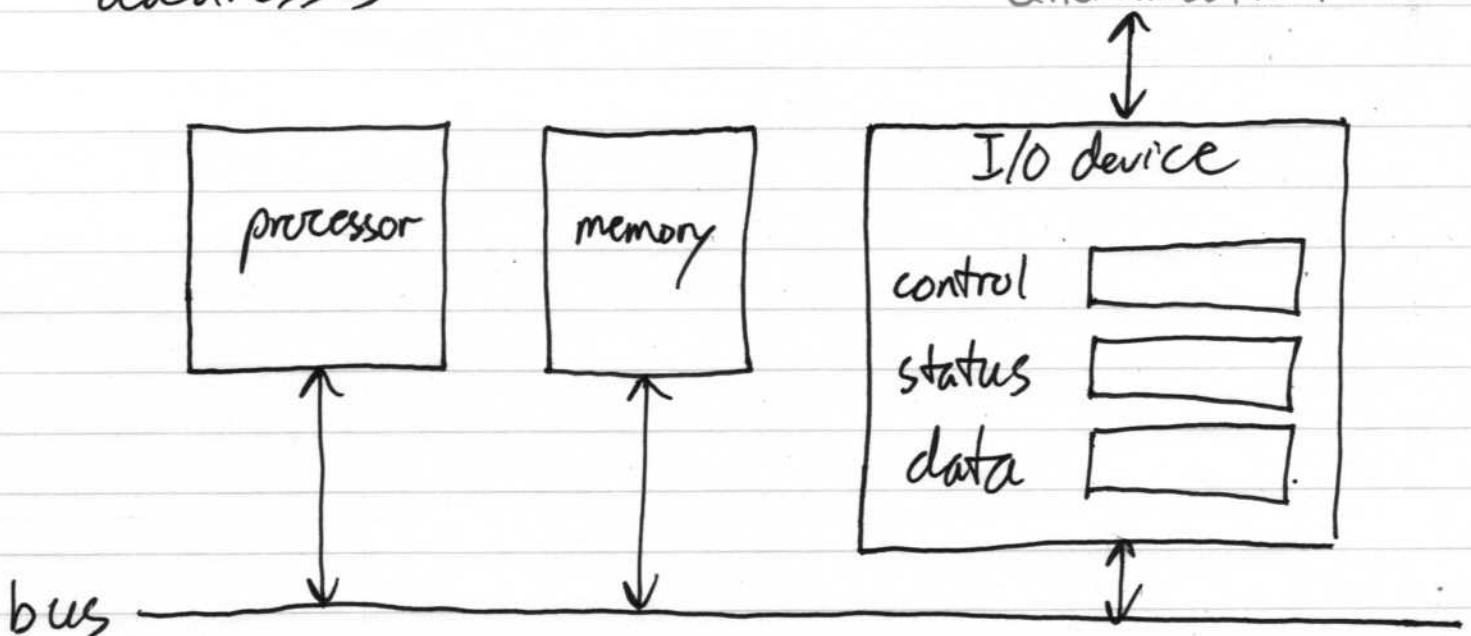 I/O device
processor
memory
control
status
data
bus